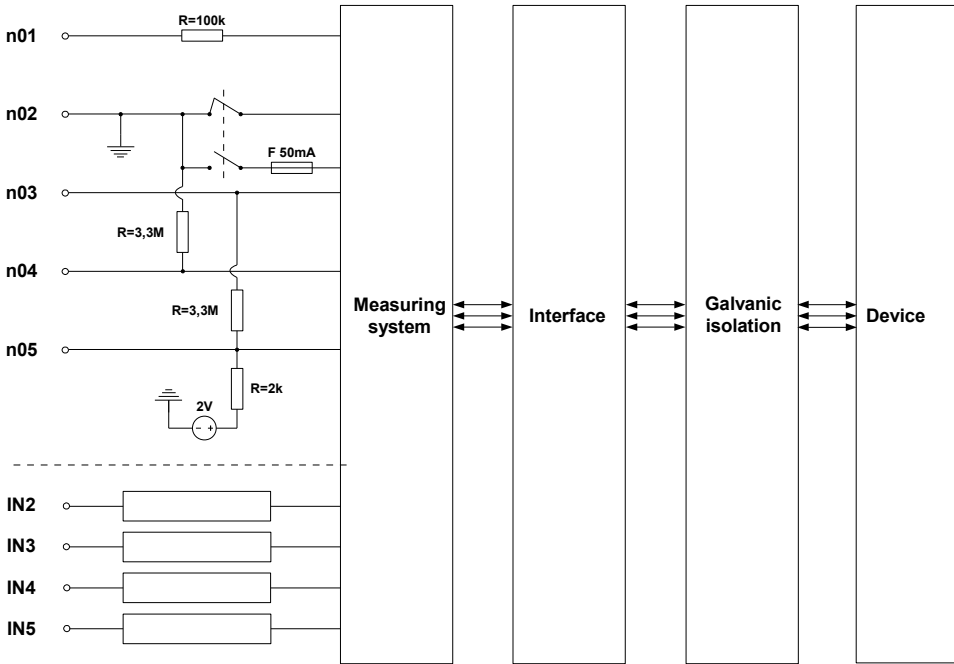 n01
R=100k
n02
F 50mA
n03
R=3,3M
n04
R=3,3M
n05
R=2k
2V
- +
IN2
IN3
IN4
IN5
Measuring
system
Interface
Galvanic
isolation
Device